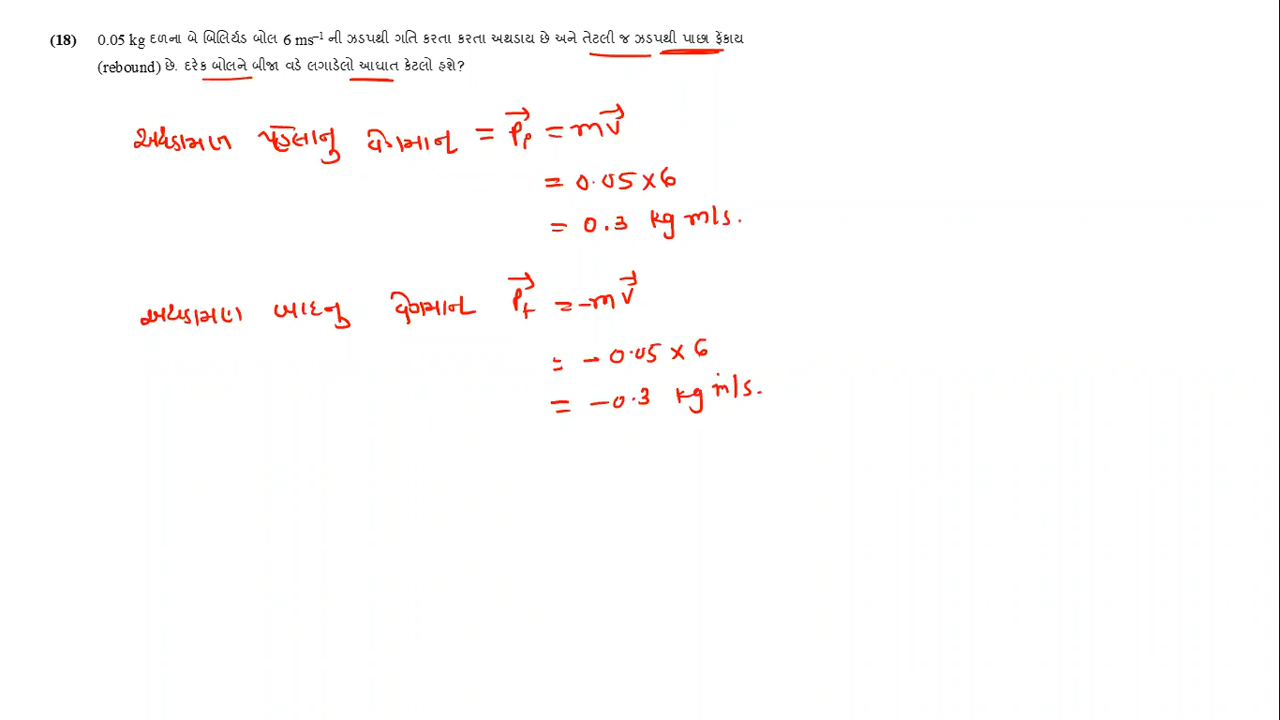 (18) 0.05 kg દળના બે બિલિર્યડ બોલ 6 ms⁻¹ ની ઝડપથી ગતિ કરતા કરતા અથડાય છે અને તેટલી જ ઝડપથી પાછા ફેંકાય
(rebound) છે. દરેક બોલને બીજા વડે લગાડેલો આઘાત કેટલો હશે?
અથડામણ પહેલાનુ વેગમાન = P⃗ᵢ = mv⃗
= 0.05 × 6
= 0.3 kg m/s.
અથડામણ બાદનુ વેગમાન P⃗f = -mv⃗
= - 0.05 × 6
= -0.3 kg m/s.